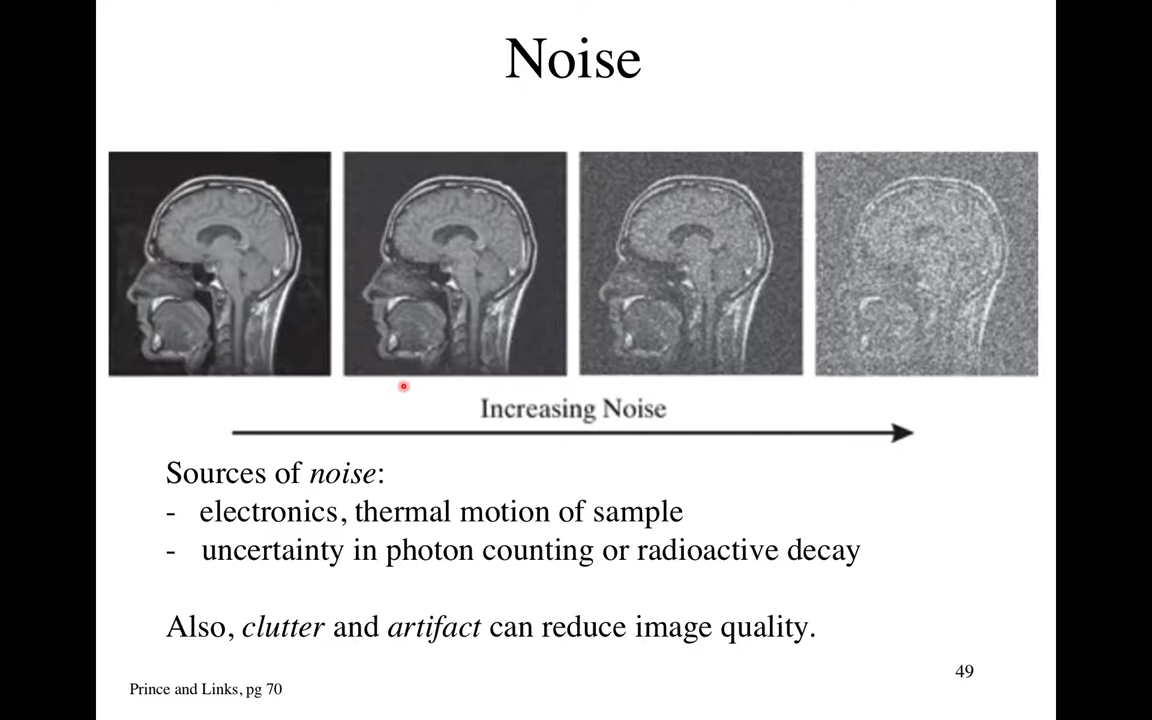 Noise
Increasing Noise
Sources of noise:
- electronics, thermal motion of sample
- uncertainty in photon counting or radioactive decay
Also, clutter and artifact can reduce image quality.
49
Prince and Links, pg 70